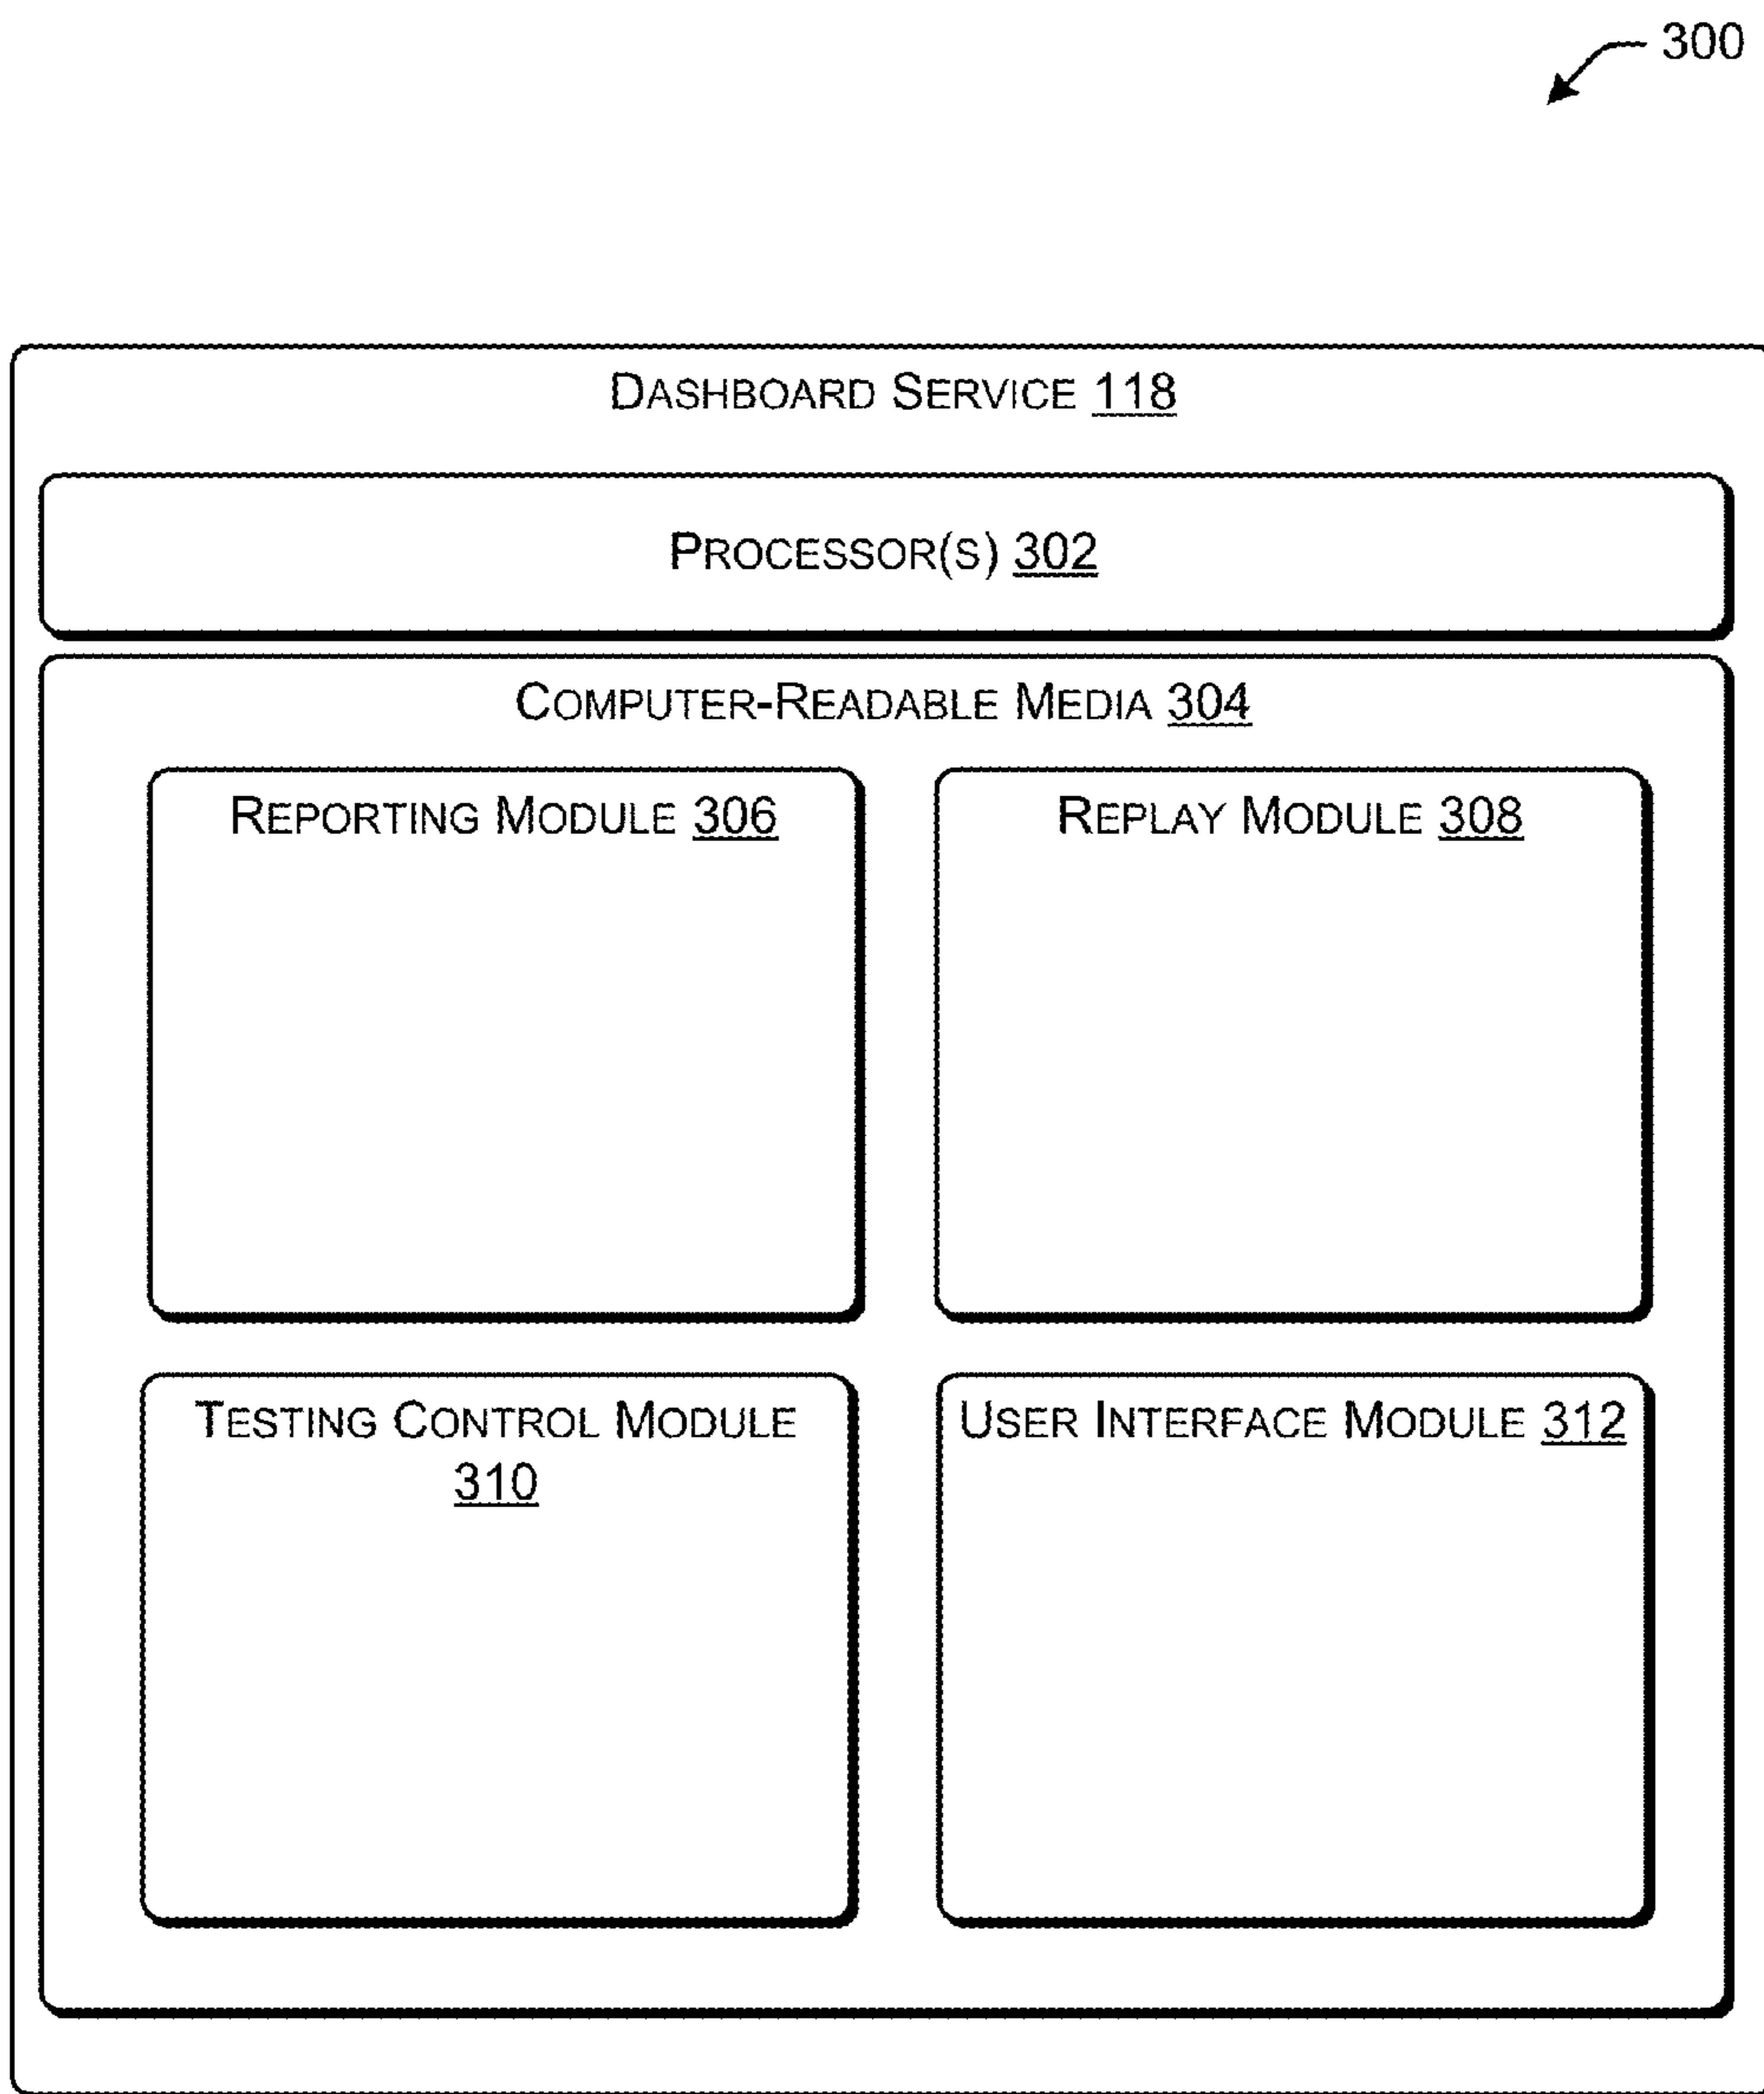 300
DASHBOARD SERVICE 118
PROCESSOR(S) 302
COMPUTER-READABLE MEDIA 304
REPORTING MODULE 306
REPLAY MODULE 308
TESTING CONTROL MODULE
310
USER INTERFACE MODULE 312